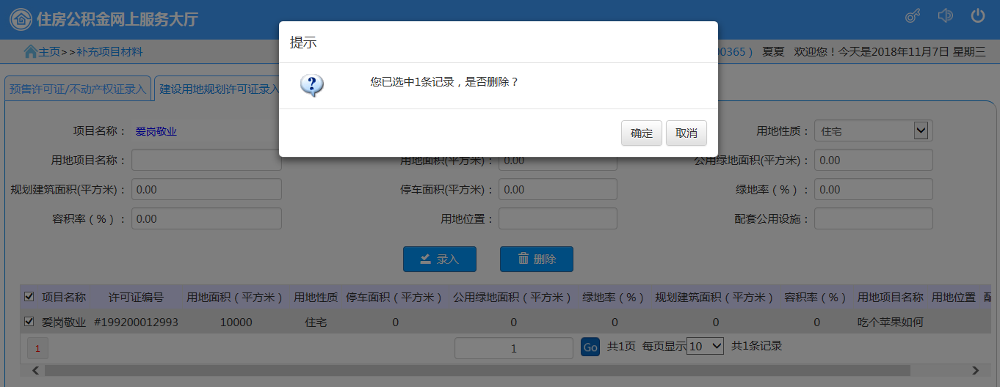 住房公积金网上服务大厅
主页>>补充项目材料
00365） 夏夏 欢迎您！今天是2018年11月7日 星期三
提示
您已选中1条记录，是否删除？
确定 取消
预售许可证/不动产权证录入 建设用地规划许可证录入
项目名称： 爱岗敬业 用地性质： 住宅
用地项目名称： 用地面积(平方米)： 0.00 公用绿地面积(平方米)： 0.00
规划建筑面积(平方米)： 0.00 停车面积(平方米)： 0.00 绿地率（%）： 0.00
容积率（%）： 0.00 用地位置： 配套公用设施：
录入 删除
项目名称 许可证编号 用地面积（平方米） 用地性质 停车面积（平方米） 公用绿地面积（平方米） 绿地率（%） 规划建筑面积（平方米） 容积率（%） 用地项目名称 用地位置
爱岗敬业 #199200012993 10000 住宅 0 0 0 0 0 吃个苹果如何
1 1 Go 共1页 每页显示 10 共1条记录